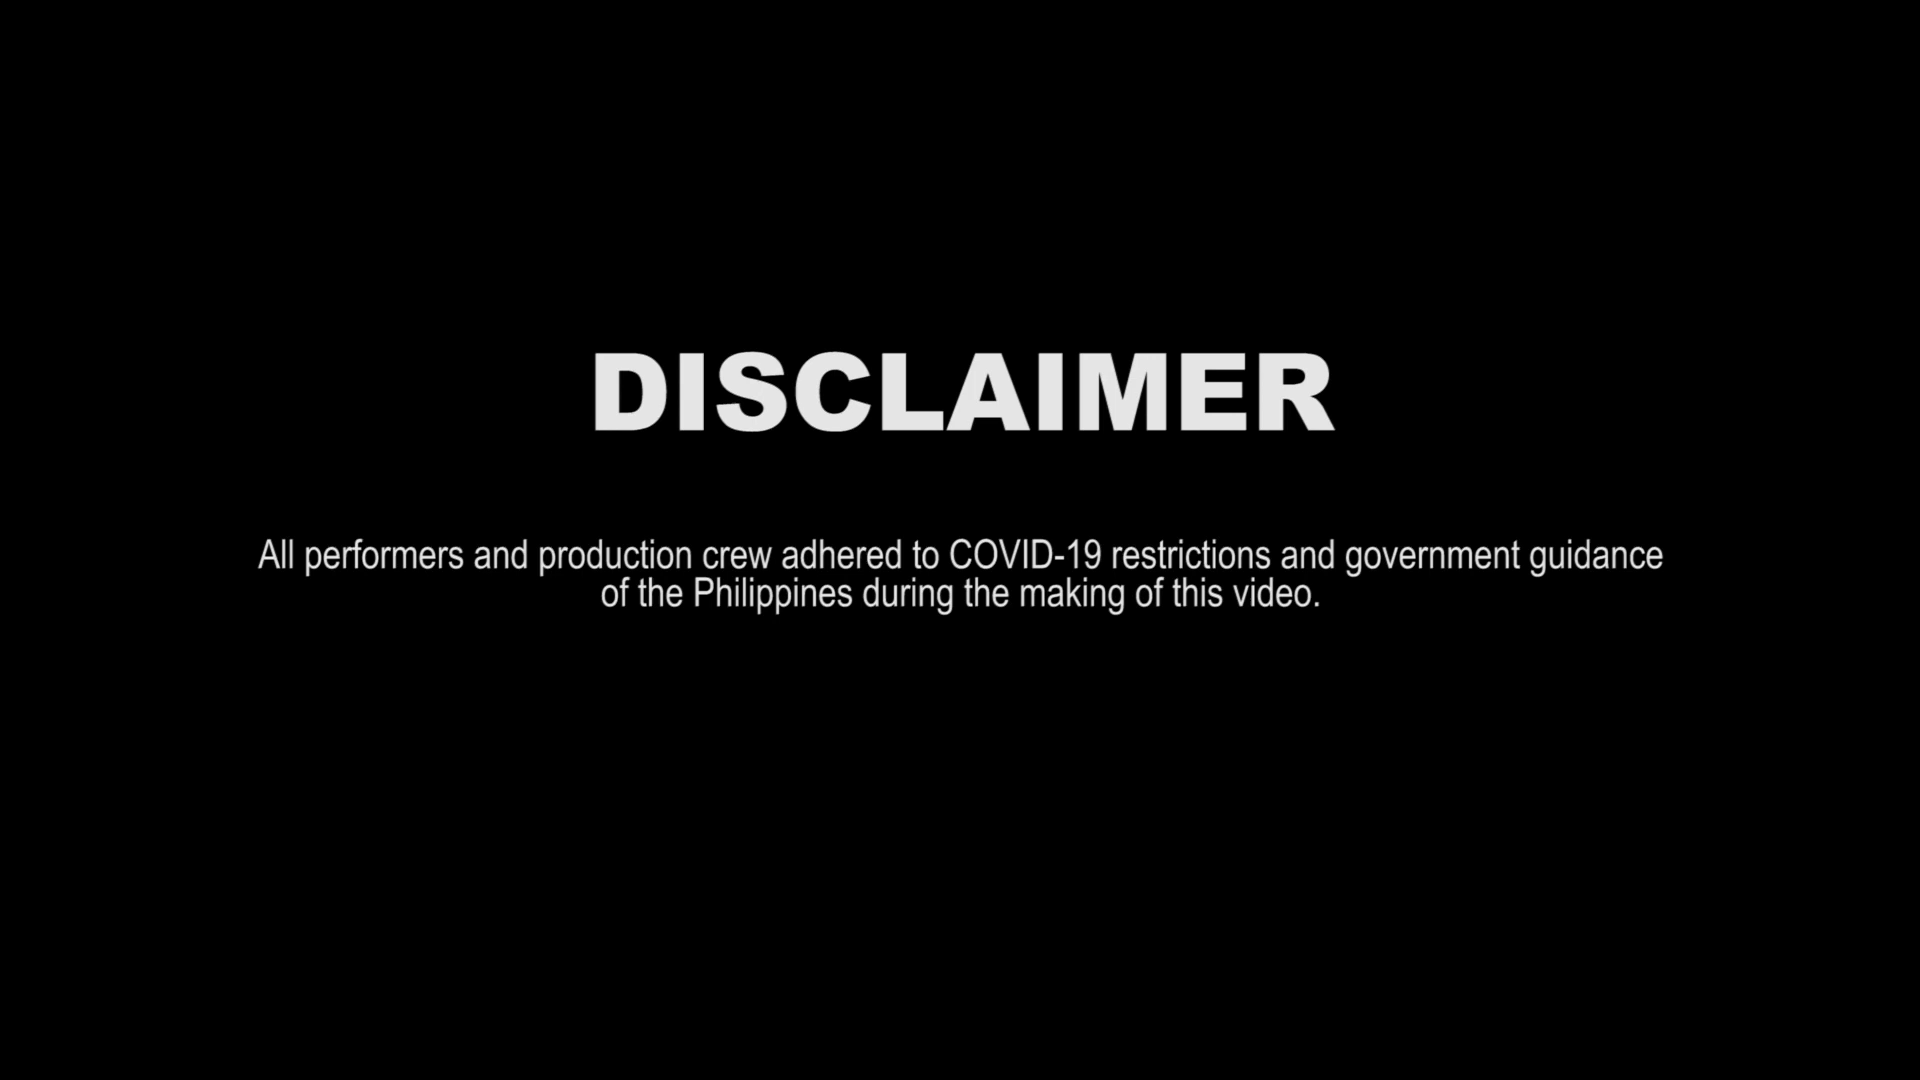 DISCLAIMER
All performers and production crew adhered to COVID-19 restrictions and government guidance
of the Philippines during the making of this video.